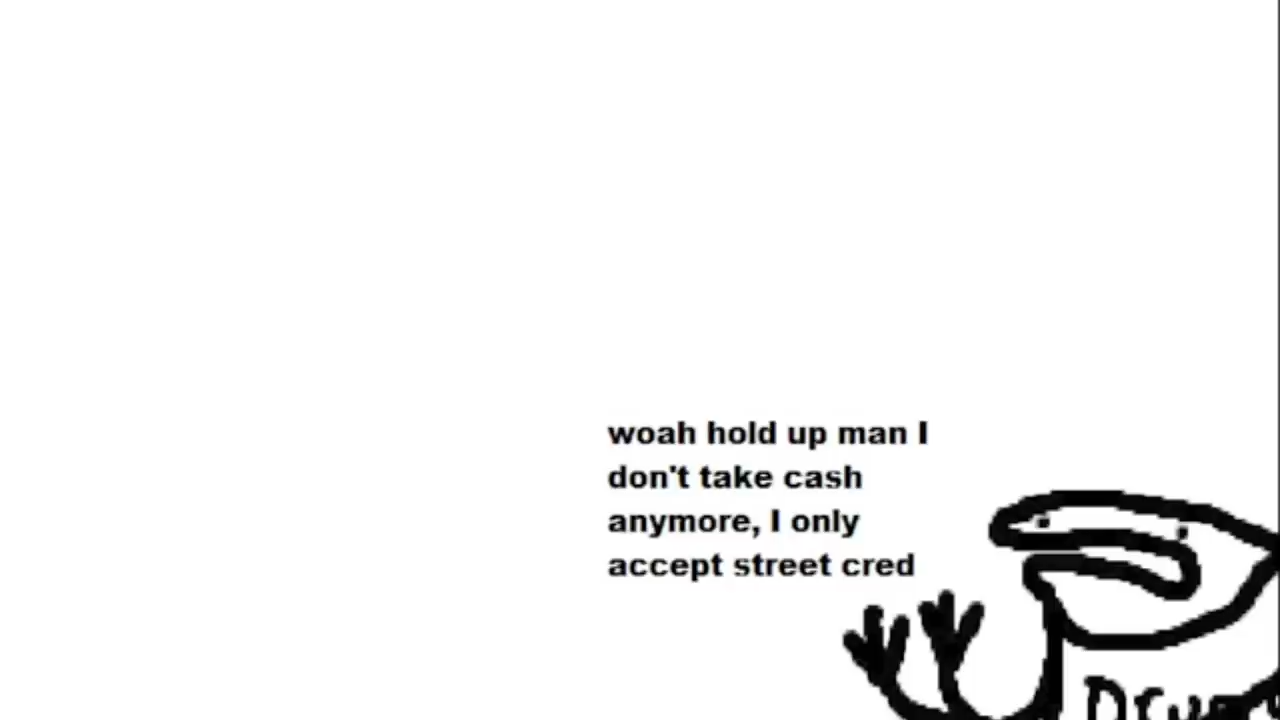 woah hold up man I
don't take cash
anymore, I only
accept street cred